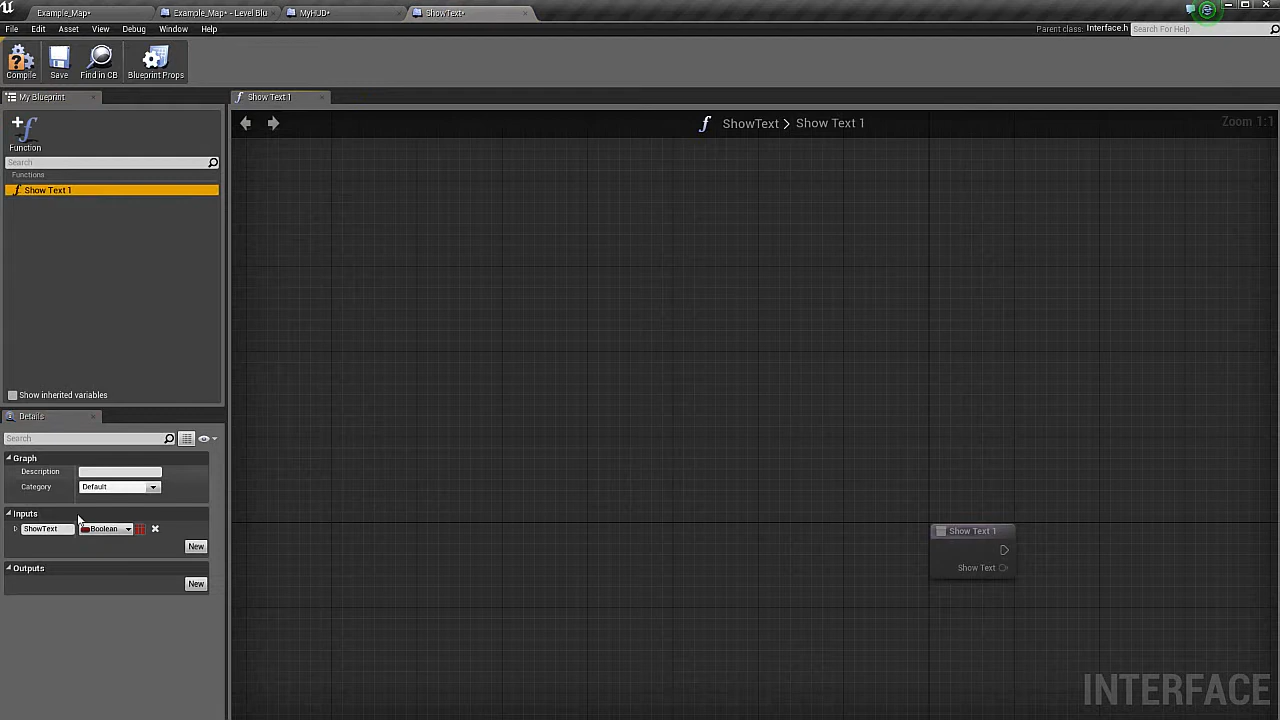 Example_Map*
Example_Map* - Level Blu
MyHUD*
ShowText*
File Edit Asset View Debug Window Help
Parent class: Interface.h
Search For Help
Compile
Save
Find in CB
Blueprint Props
My Blueprint
Show Text 1
Function
ShowText > Show Text 1
Zoom 1:1
Search
Functions
Show Text 1
Show inherited variables
Details
Search
Graph
Description
Category Default
Inputs
ShowText Boolean
New
Outputs
New
Show Text 1
Show Text
INTERFACE